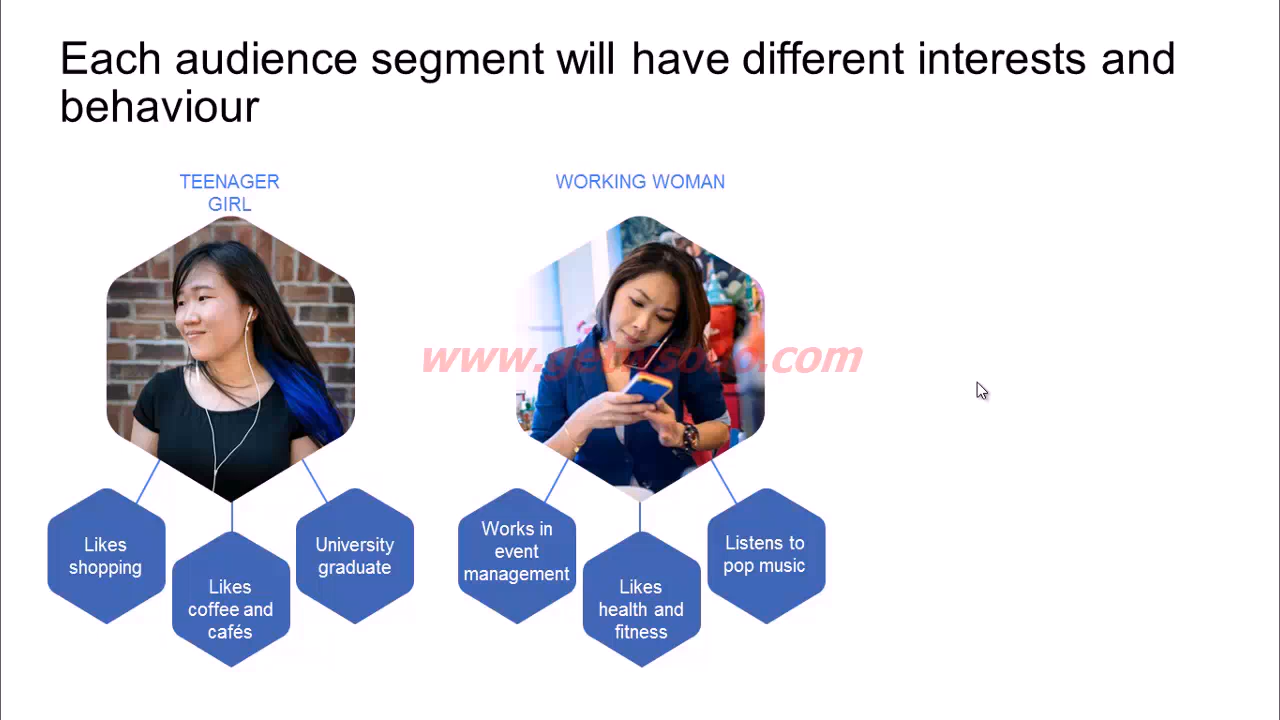 Each audience segment will have different interests and
behaviour
TEENAGER
GIRL
WORKING WOMAN
Likes
shopping
Likes
coffee and
cafés
University
graduate
Works in
event
management
Likes
health and
fitness
Listens to
pop music